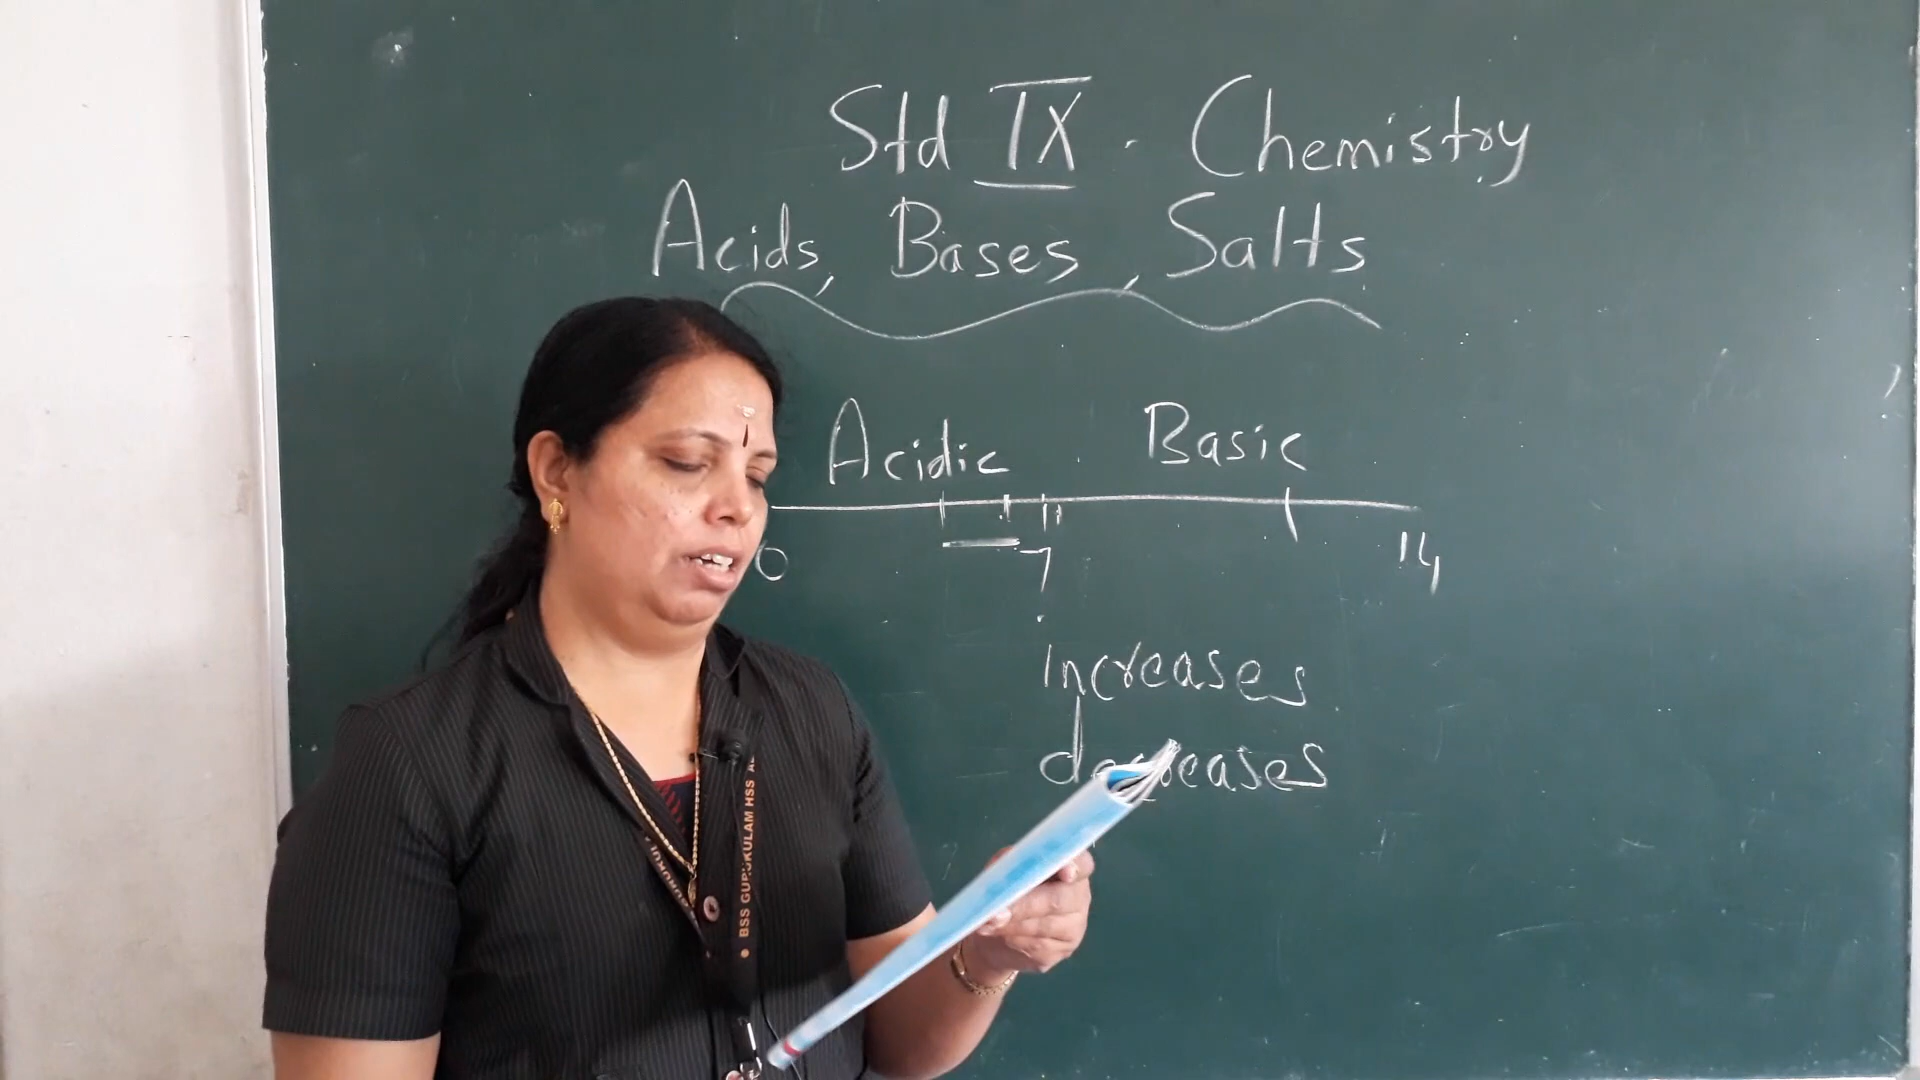 Std IX . Chemistry
Acids, Bases, Salts
Acidic Basic
0 7 14
increases
decreases
BSS GURUKULAM HSS